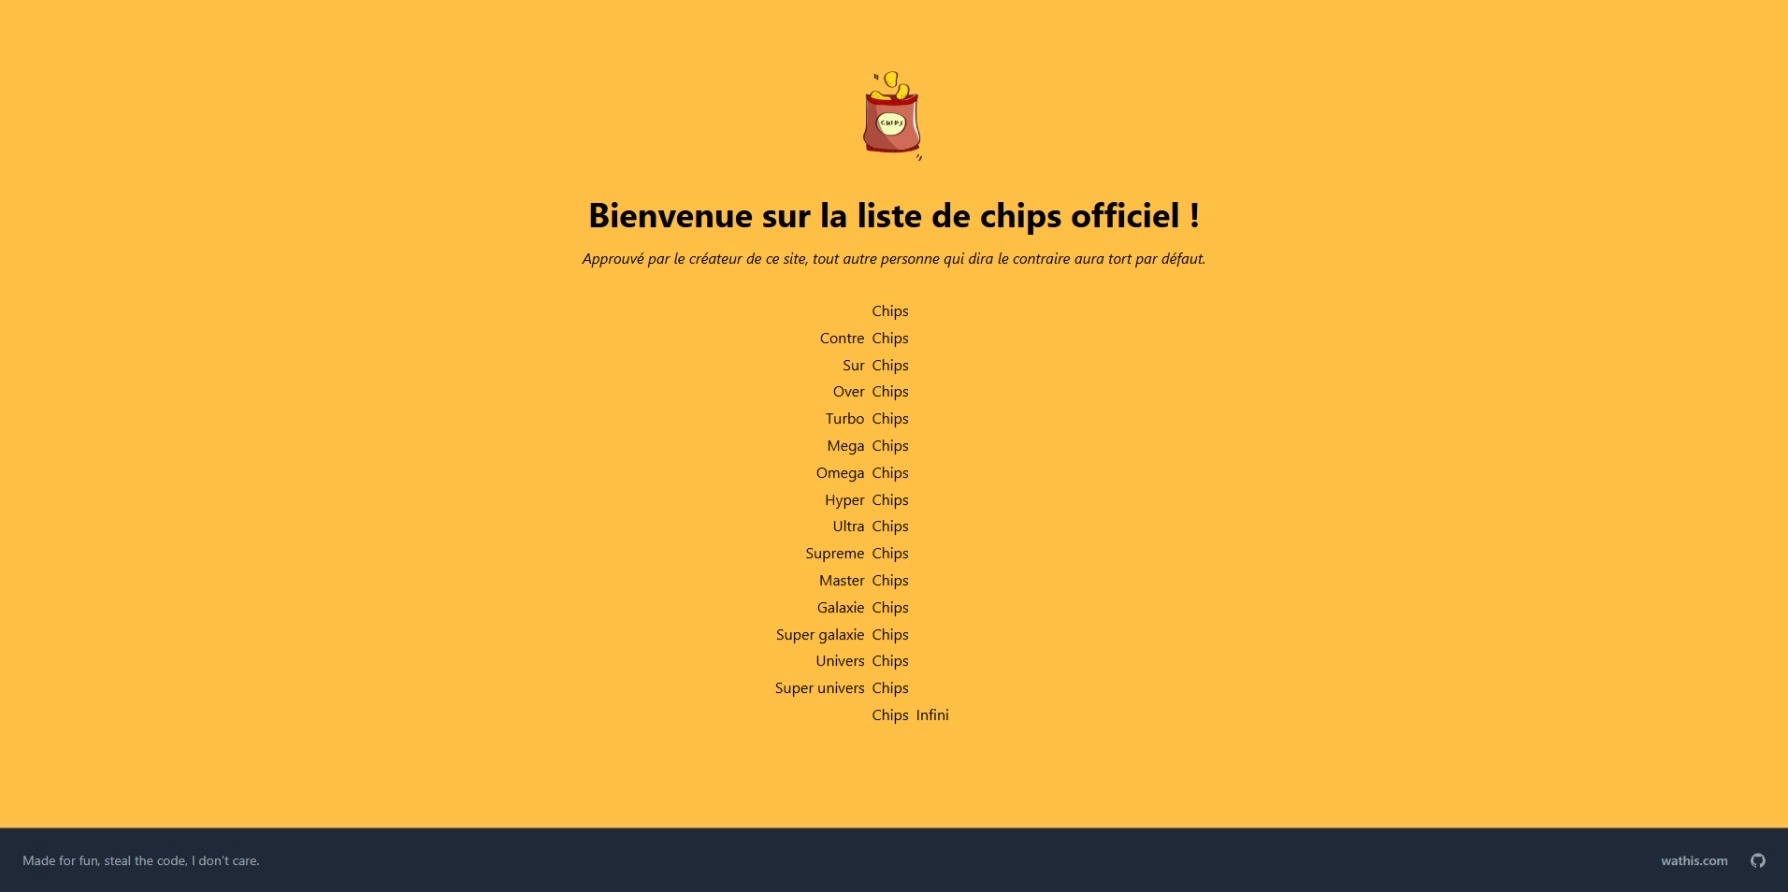 CHIPS
Bienvenue sur la liste de chips officiel !
Approuvé par le créateur de ce site, tout autre personne qui dira le contraire aura tort par défaut.
Chips
Contre Chips
Sur Chips
Over Chips
Turbo Chips
Mega Chips
Omega Chips
Hyper Chips
Ultra Chips
Supreme Chips
Master Chips
Galaxie Chips
Super galaxie Chips
Univers Chips
Super univers Chips
Chips Infini
Made for fun, steal the code, I don't care.
wathis.com